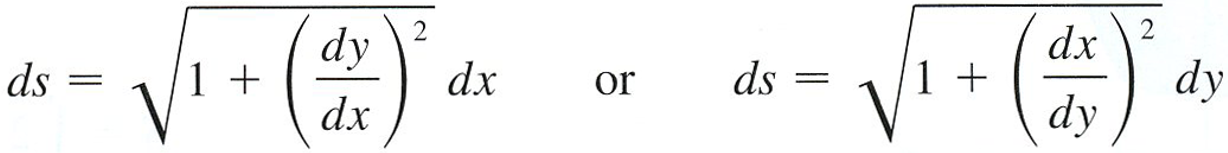 ds = √(1 + (dy/dx)²) dx or ds = √(1 + (dx/dy)²) dy